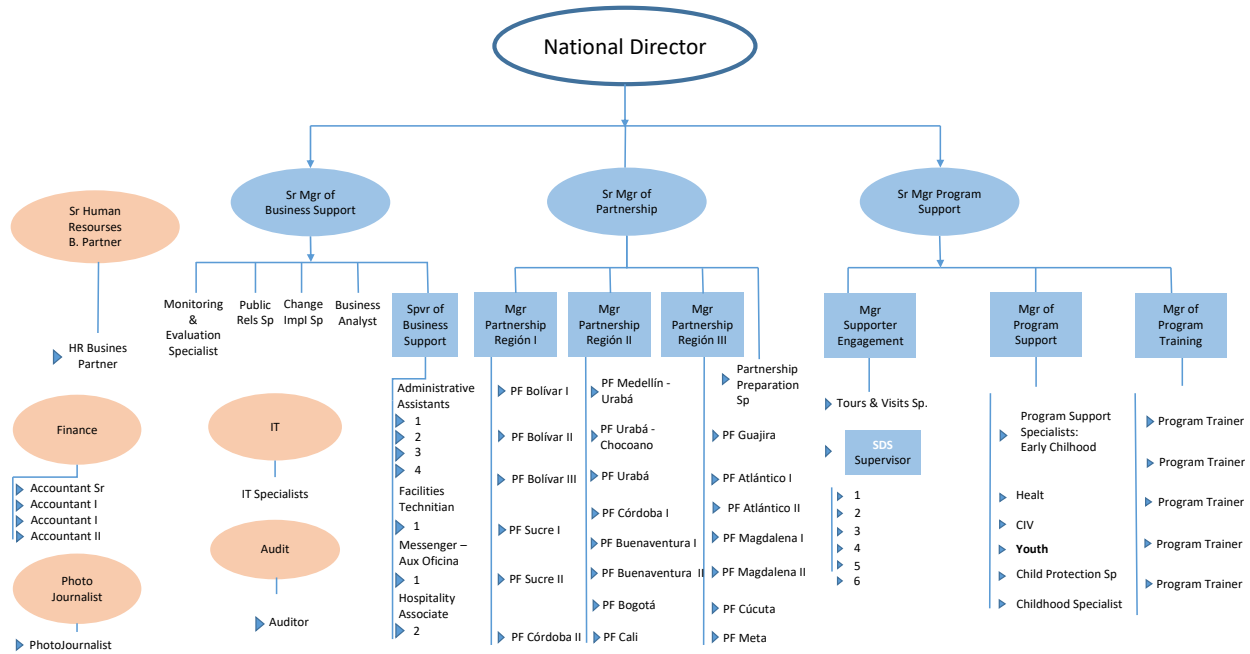 National Director
Sr Mgr of
Business Support
Sr Mgr of
Partnership
Sr Mgr Program
Support
Sr Human
Resourses
B. Partner
HR Busines
Partner
Finance
Accountant Sr
Accountant I
Accountant I
Accountant II
Photo
Journalist
PhotoJournalist
Monitoring
&
Evaluation
Specialist
Public
Rels Sp
Change
Impl Sp
Business
Analyst
IT
IT Specialists
Audit
Auditor
Spvr of
Business
Support
Administrative
Assistants
1
2
3
4
Facilities
Technitian
1
Messenger –
Aux Oficina
1
Hospitality
Associate
2
Mgr
Partnership
Región I
PF Bolívar I
PF Bolívar II
PF Bolívar III
PF Sucre I
PF Sucre II
PF Córdoba II
Mgr
Partnership
Región II
PF Medellín -
Urabá
PF Urabá -
Chocoano
PF Urabá
PF Córdoba I
PF Buenaventura I
PF Buenaventura II
PF Bogotá
PF Cali
Mgr
Partnership
Región III
Partnership
Preparation
Sp
PF Guajira
PF Atlántico I
PF Atlántico II
PF Magdalena I
PF Magdalena II
PF Cúcuta
PF Meta
Mgr
Supporter
Engagement
Tours & Visits Sp.
SDS
Supervisor
1
2
3
4
5
6
Mgr of
Program
Support
Program Support
Specialists:
Early Chilhood
Healt
CIV
Youth
Child Protection Sp
Childhood Specialist
Mgr of
Program
Training
Program Trainer
Program Trainer
Program Trainer
Program Trainer
Program Trainer